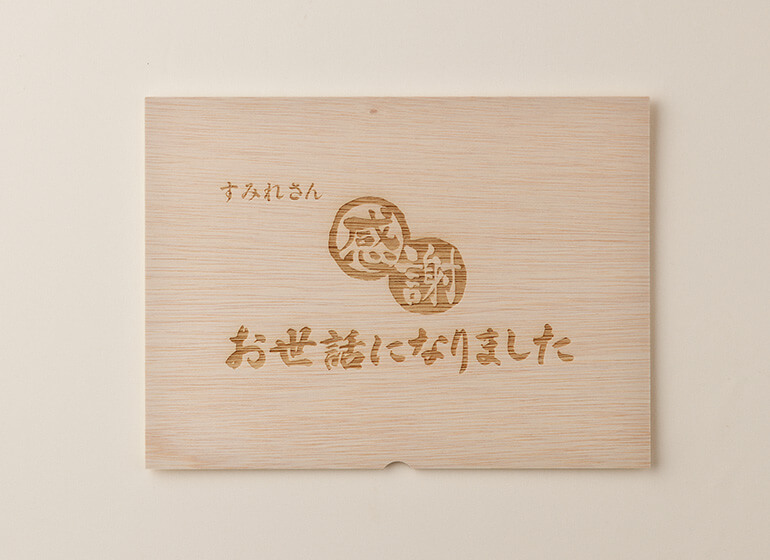 すみれさん
感謝
お世話になりました